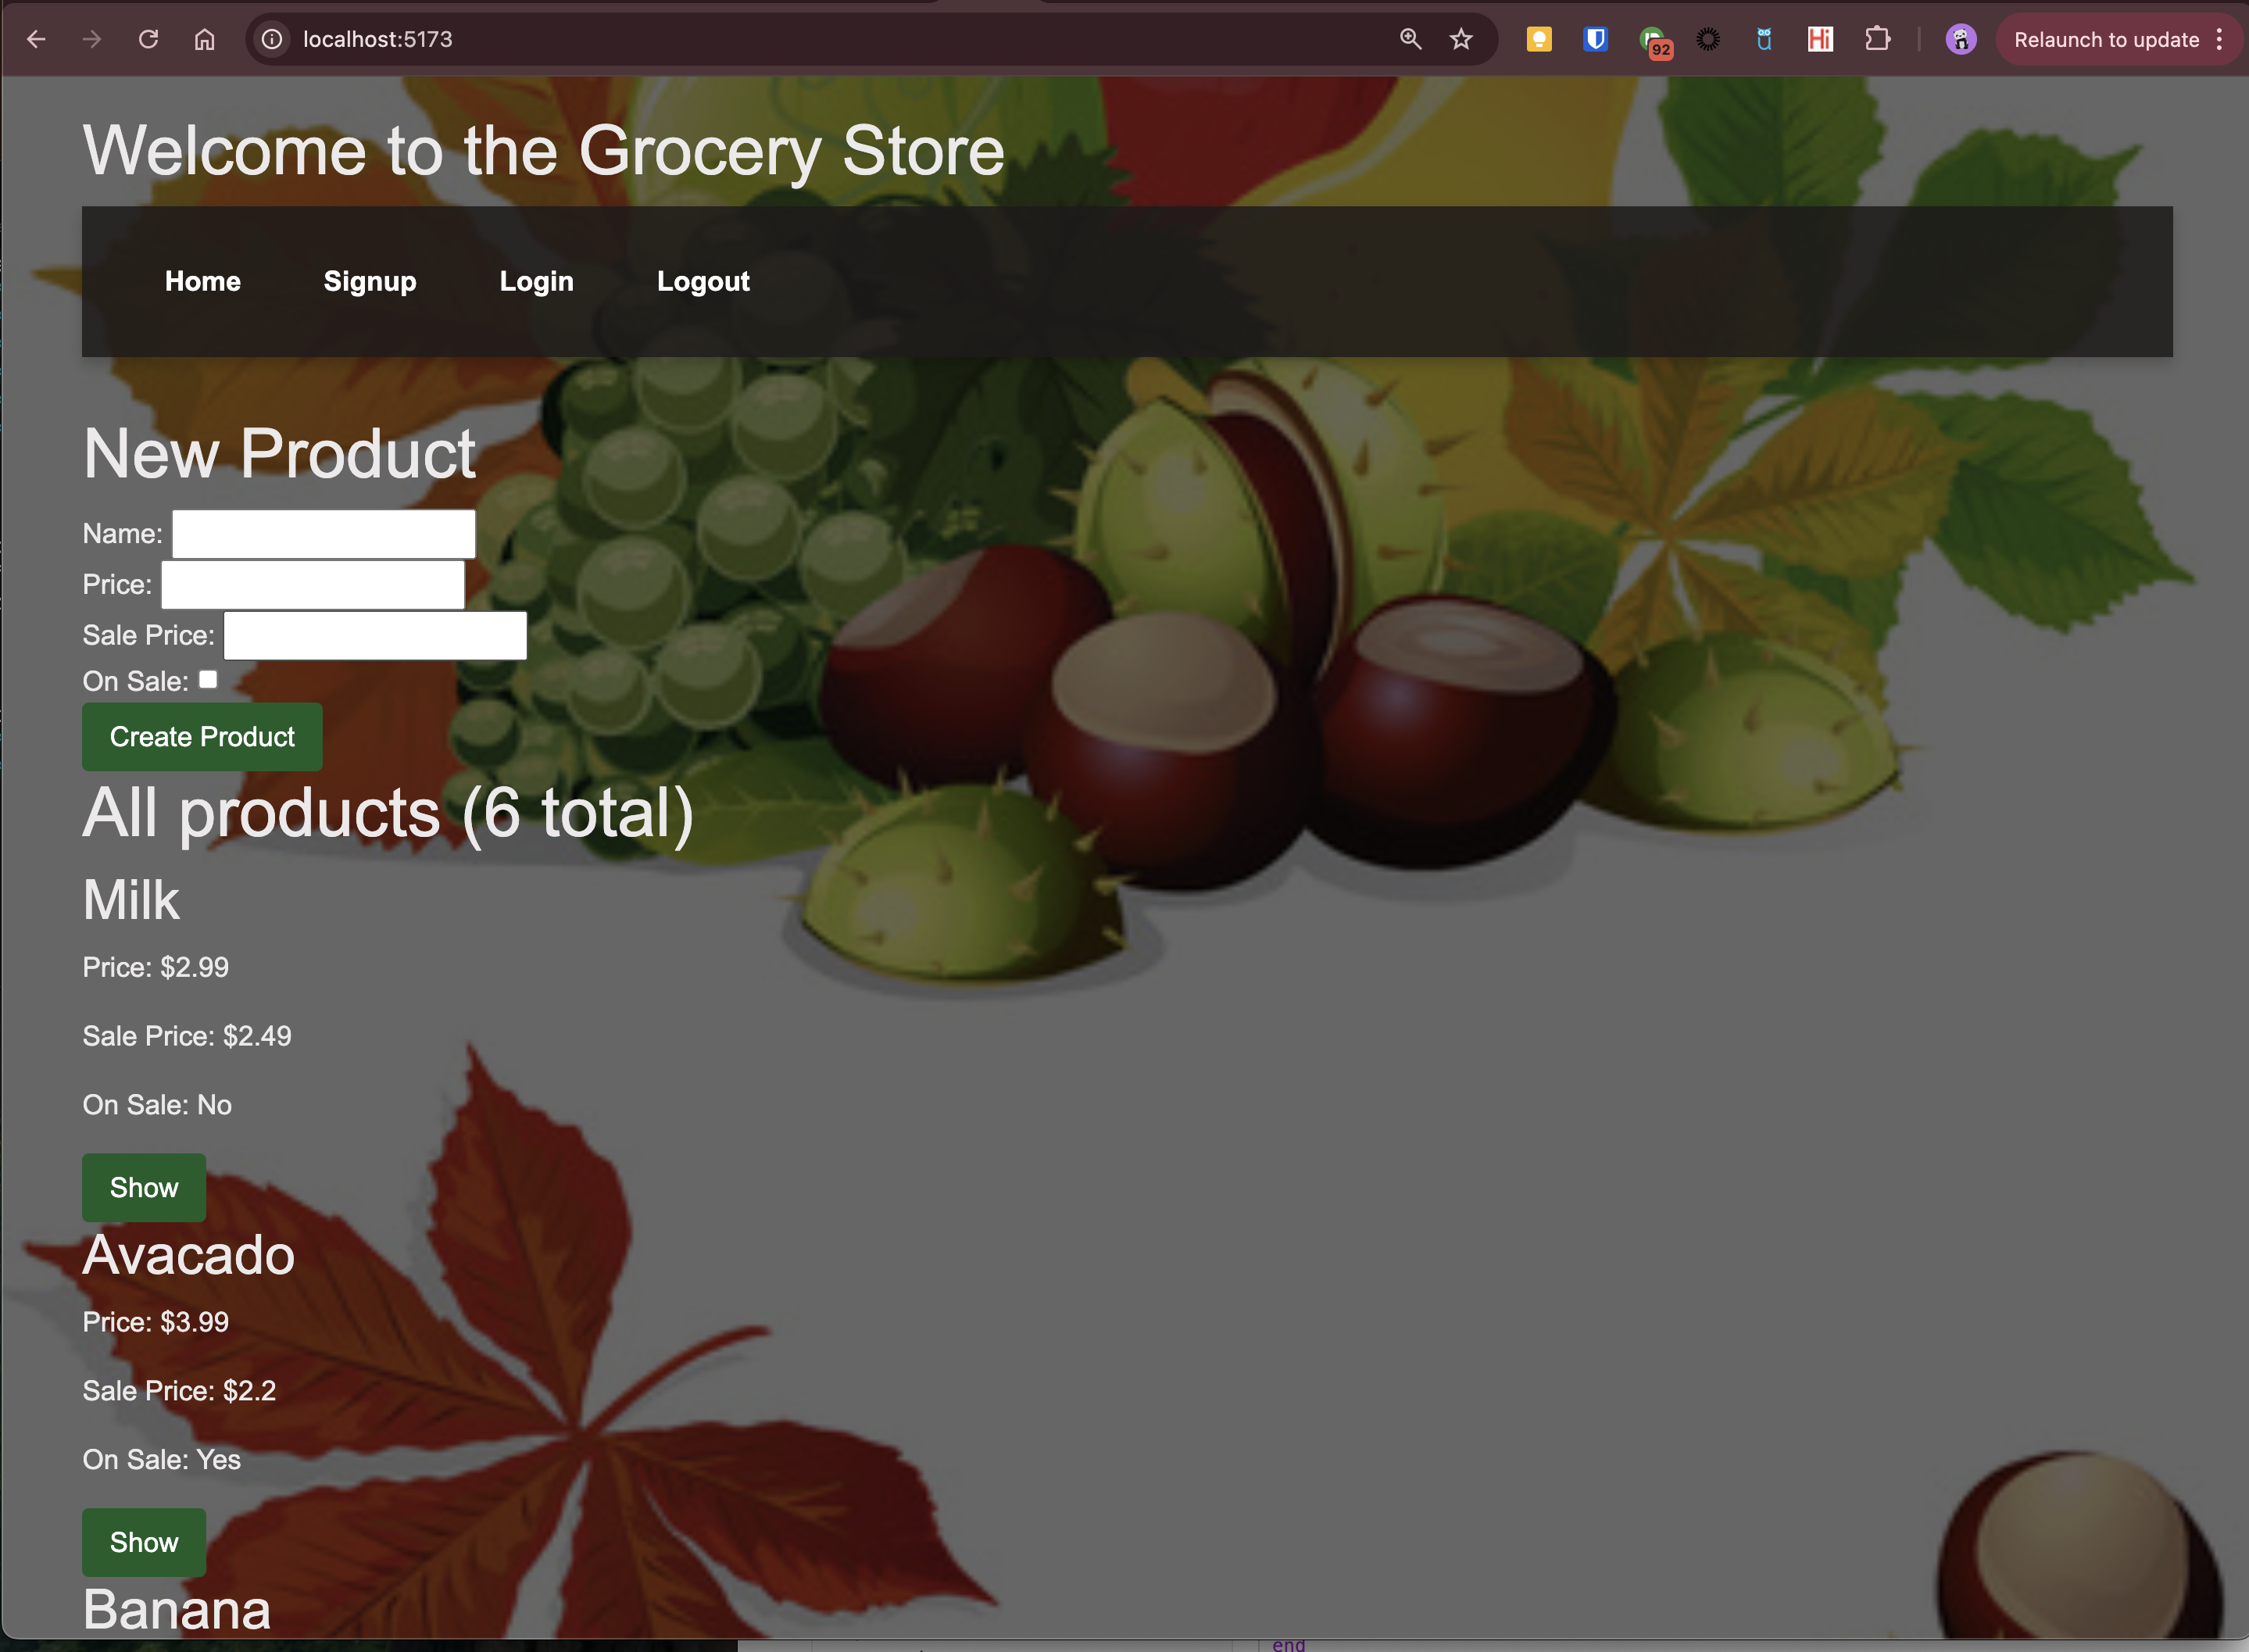 localhost:5173
92
Hi
Relaunch to update
Welcome to the Grocery Store
Home Signup Login Logout
New Product
Name:
Price:
Sale Price:
On Sale:
Create Product
All products (6 total)
Milk
Price: $2.99
Sale Price: $2.49
On Sale: No
Show
Avacado
Price: $3.99
Sale Price: $2.2
On Sale: Yes
Show
Banana
end